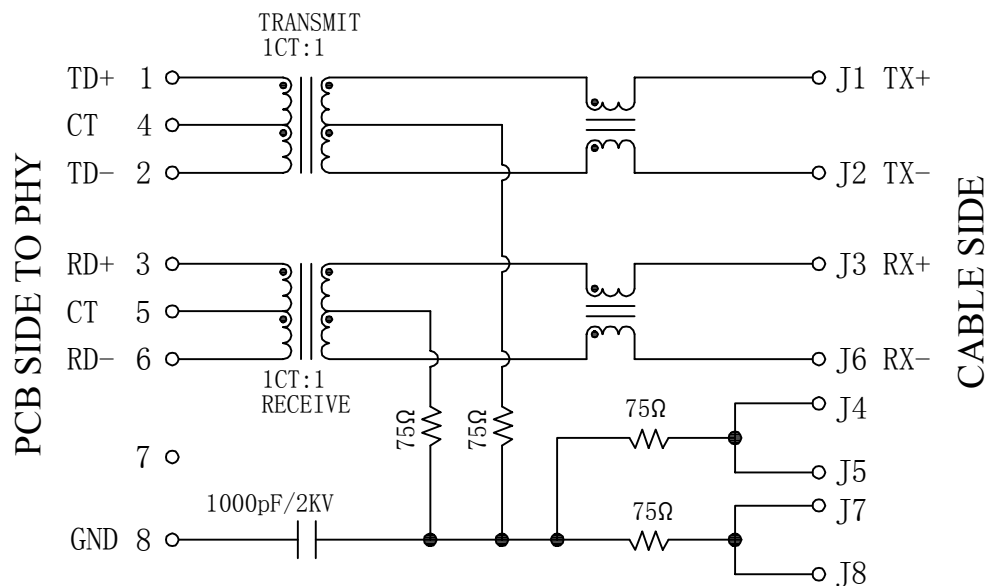 TRANSMIT
1CT:1
TD+ 1
J1 TX+
CT 4
TD- 2
J2 TX-
PCB SIDE TO PHY
CABLE SIDE
RD+ 3
J3 RX+
CT 5
RD- 6
J6 RX-
1CT:1
RECEIVE
75Ω
75Ω
75Ω
J4
7
J5
1000pF/2KV
75Ω
J7
GND 8
J8